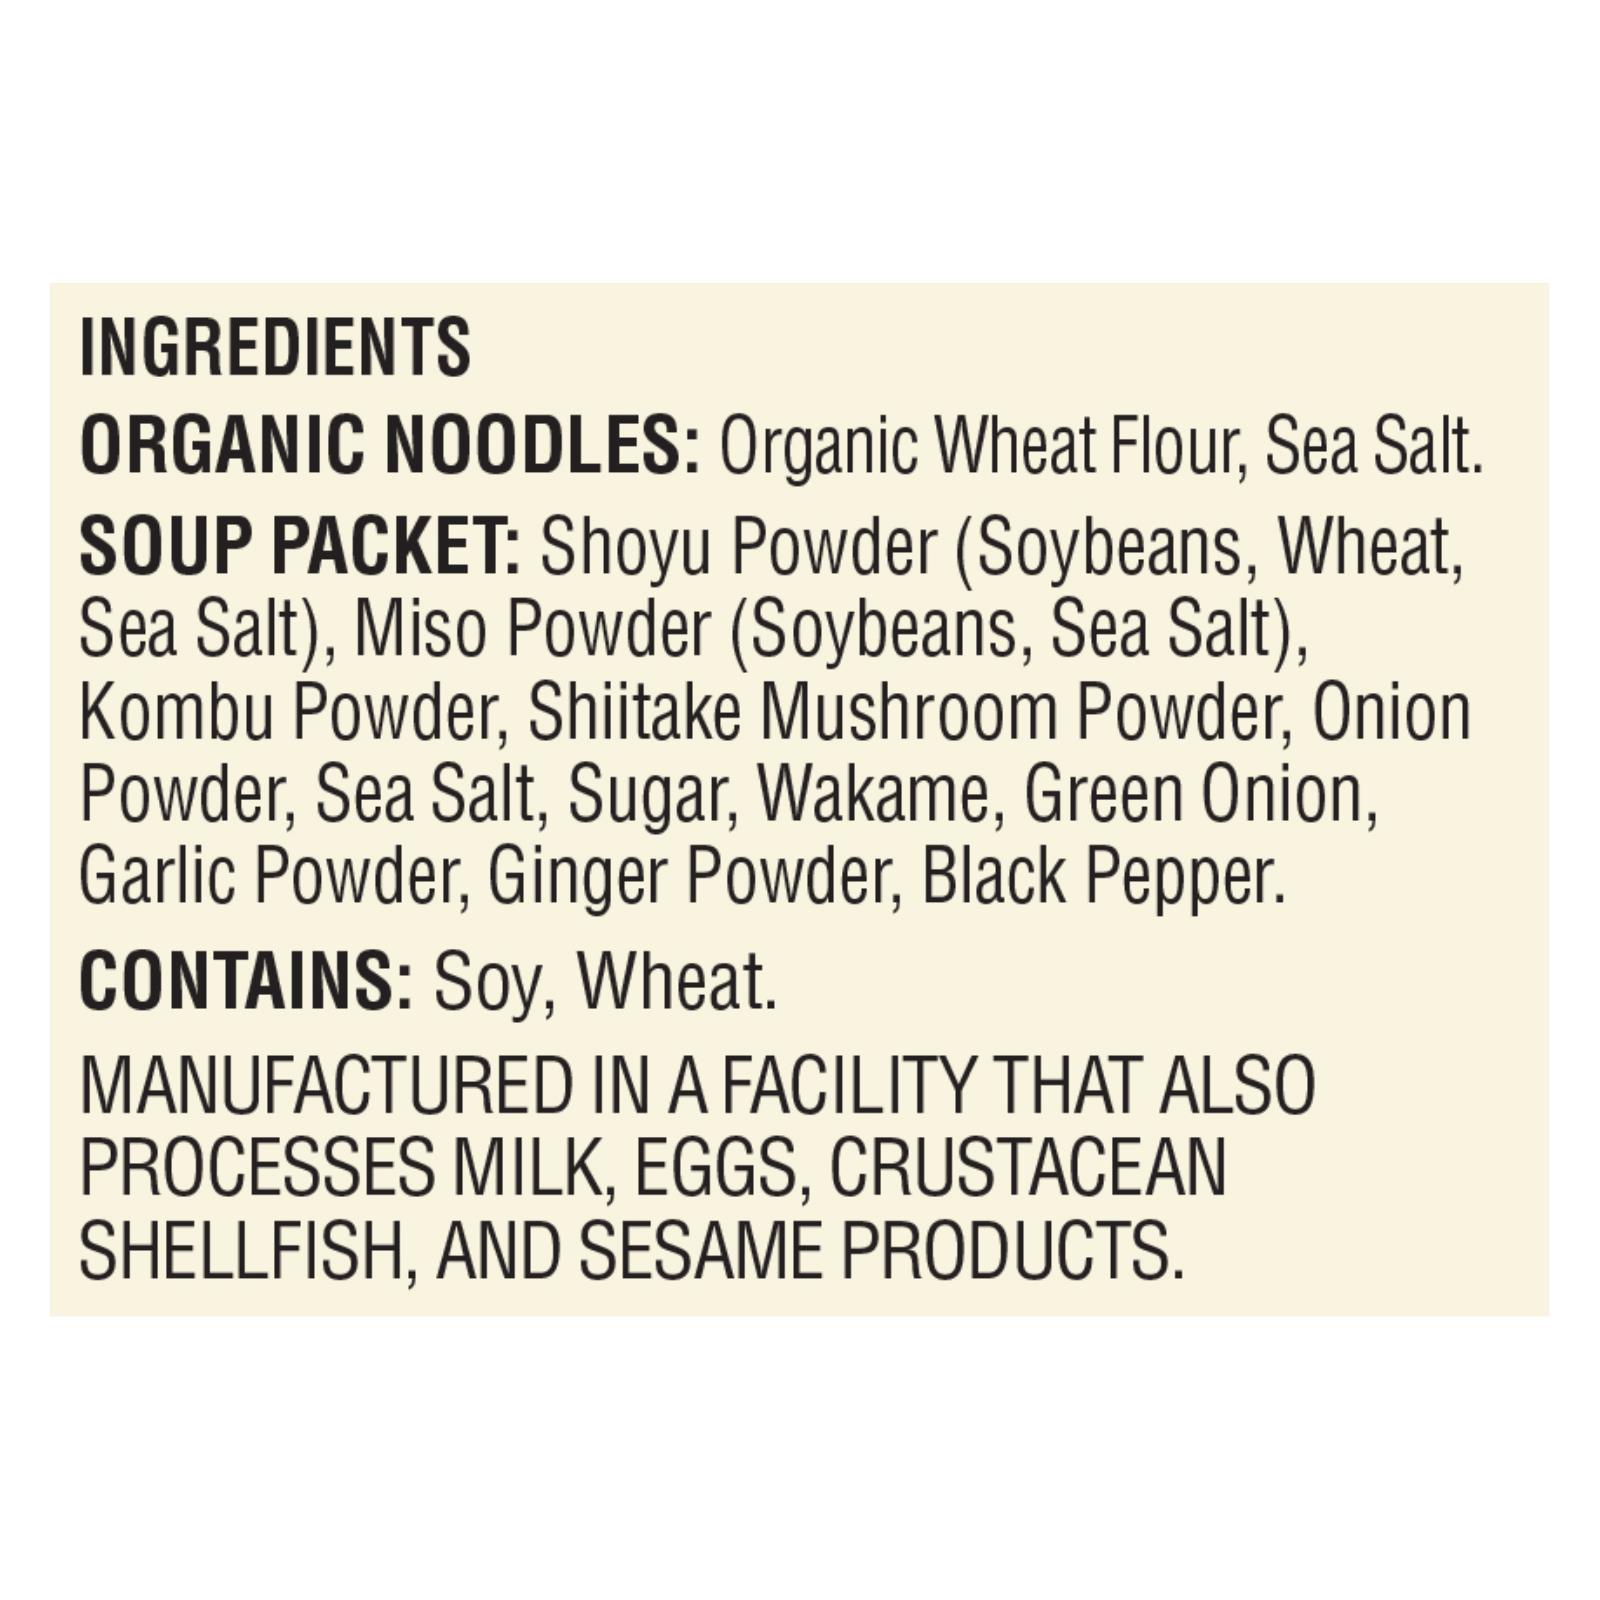 INGREDIENTS
ORGANIC NOODLES: Organic Wheat Flour, Sea Salt.
SOUP PACKET: Shoyu Powder (Soybeans, Wheat,
Sea Salt), Miso Powder (Soybeans, Sea Salt),
Kombu Powder, Shiitake Mushroom Powder, Onion
Powder, Sea Salt, Sugar, Wakame, Green Onion,
Garlic Powder, Ginger Powder, Black Pepper.
CONTAINS: Soy, Wheat.
MANUFACTURED IN A FACILITY THAT ALSO
PROCESSES MILK, EGGS, CRUSTACEAN
SHELLFISH, AND SESAME PRODUCTS.